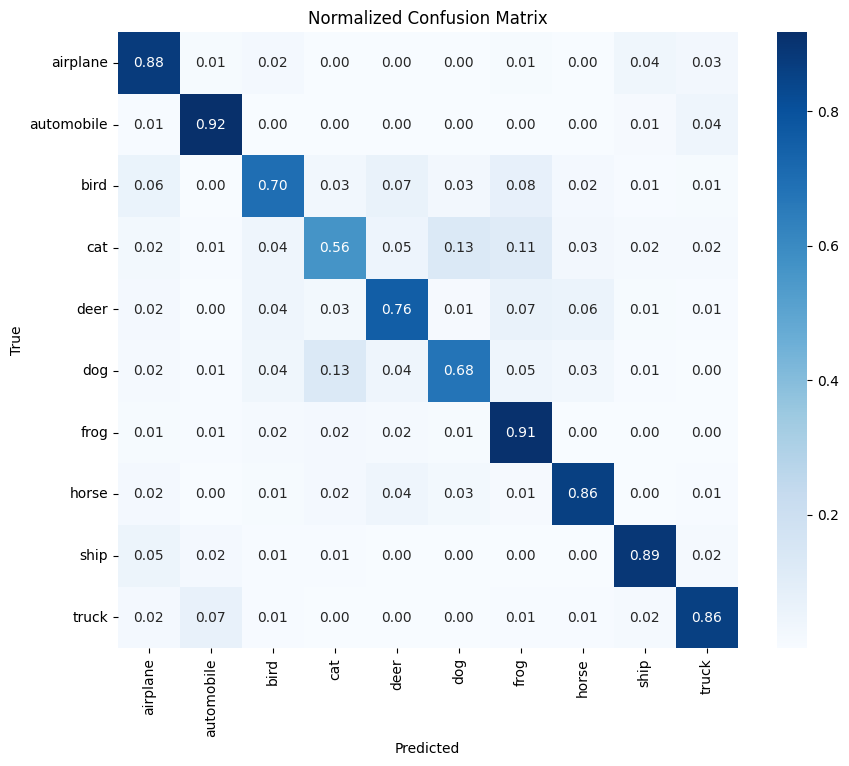 Normalized Confusion Matrix
airplane 0.88 0.01 0.02 0.00 0.00 0.00 0.01 0.00 0.04 0.03
automobile 0.01 0.92 0.00 0.00 0.00 0.00 0.00 0.00 0.01 0.04
bird 0.06 0.00 0.70 0.03 0.07 0.03 0.08 0.02 0.01 0.01
cat 0.02 0.01 0.04 0.56 0.05 0.13 0.11 0.03 0.02 0.02
deer 0.02 0.00 0.04 0.03 0.76 0.01 0.07 0.06 0.01 0.01
dog 0.02 0.01 0.04 0.13 0.04 0.68 0.05 0.03 0.01 0.00
frog 0.01 0.01 0.02 0.02 0.02 0.01 0.91 0.00 0.00 0.00
horse 0.02 0.00 0.01 0.02 0.04 0.03 0.01 0.86 0.00 0.01
ship 0.05 0.02 0.01 0.01 0.00 0.00 0.00 0.00 0.89 0.02
truck 0.02 0.07 0.01 0.00 0.00 0.00 0.01 0.01 0.02 0.86
True
airplane automobile bird cat deer dog frog horse ship truck
Predicted
0.8
0.6
0.4
0.2